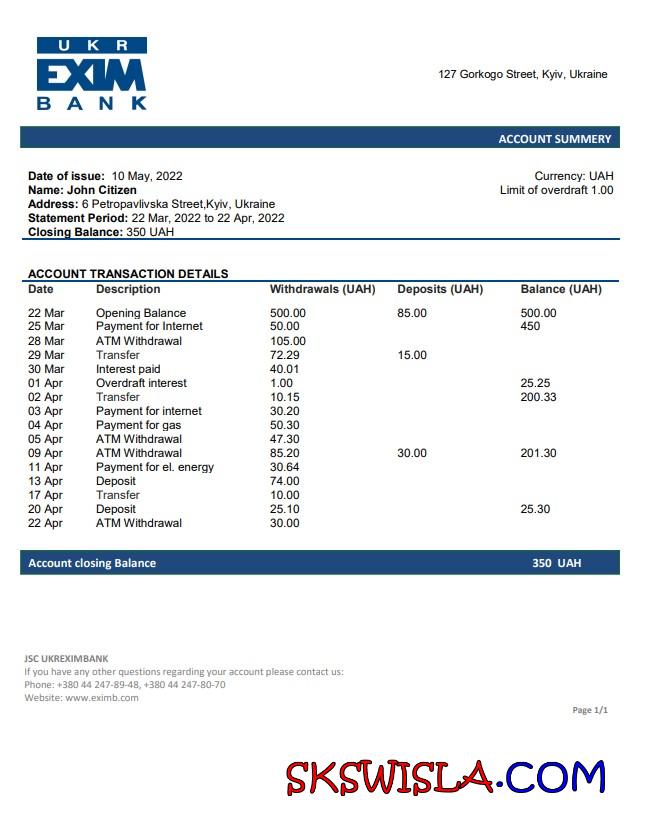 UKR
EXIM
BANK
127 Gorkogo Street, Kyiv, Ukraine
ACCOUNT SUMMERY
Date of issue: 10 May, 2022 Currency: UAH
Name: John Citizen Limit of overdraft 1.00
Address: 6 Petropavlivska Street,Kyiv, Ukraine
Statement Period: 22 Mar, 2022 to 22 Apr, 2022
Closing Balance: 350 UAH
ACCOUNT TRANSACTION DETAILS
Date Description Withdrawals (UAH) Deposits (UAH) Balance (UAH)
22 Mar Opening Balance 500.00 85.00 500.00
25 Mar Payment for Internet 50.00 450
28 Mar ATM Withdrawal 105.00
29 Mar Transfer 72.29 15.00
30 Mar Interest paid 40.01
01 Apr Overdraft interest 1.00 25.25
02 Apr Transfer 10.15 200.33
03 Apr Payment for internet 30.20
04 Apr Payment for gas 50.30
05 Apr ATM Withdrawal 47.30
09 Apr ATM Withdrawal 85.20 30.00 201.30
11 Apr Payment for el. energy 30.64
13 Apr Deposit 74.00
17 Apr Transfer 10.00
20 Apr Deposit 25.10 25.30
22 Apr ATM Withdrawal 30.00
Account closing Balance 350 UAH
JSC UKREXIMBANK
If you have any other questions regarding your account please contact us:
Phone: +380 44 247-89-48, +380 44 247-80-70
Website: www.eximb.com
Page 1/1
SKSWISLA.COM